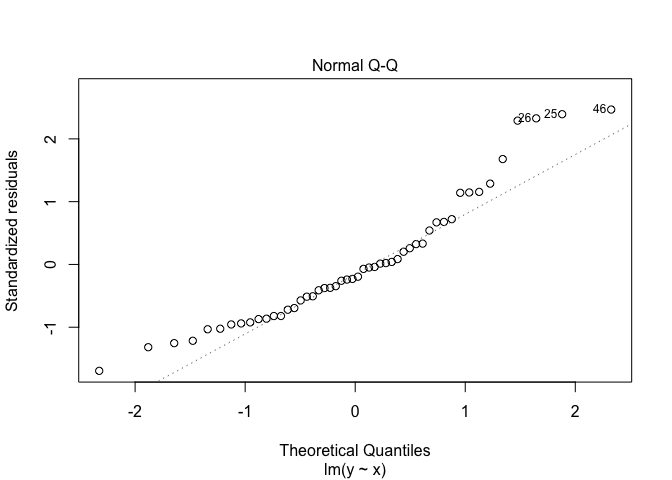 Normal Q-Q
26 25 46
Standardized residuals
2
1
0
-1
-2 -1 0 1 2
Theoretical Quantiles
lm(y ~ x)